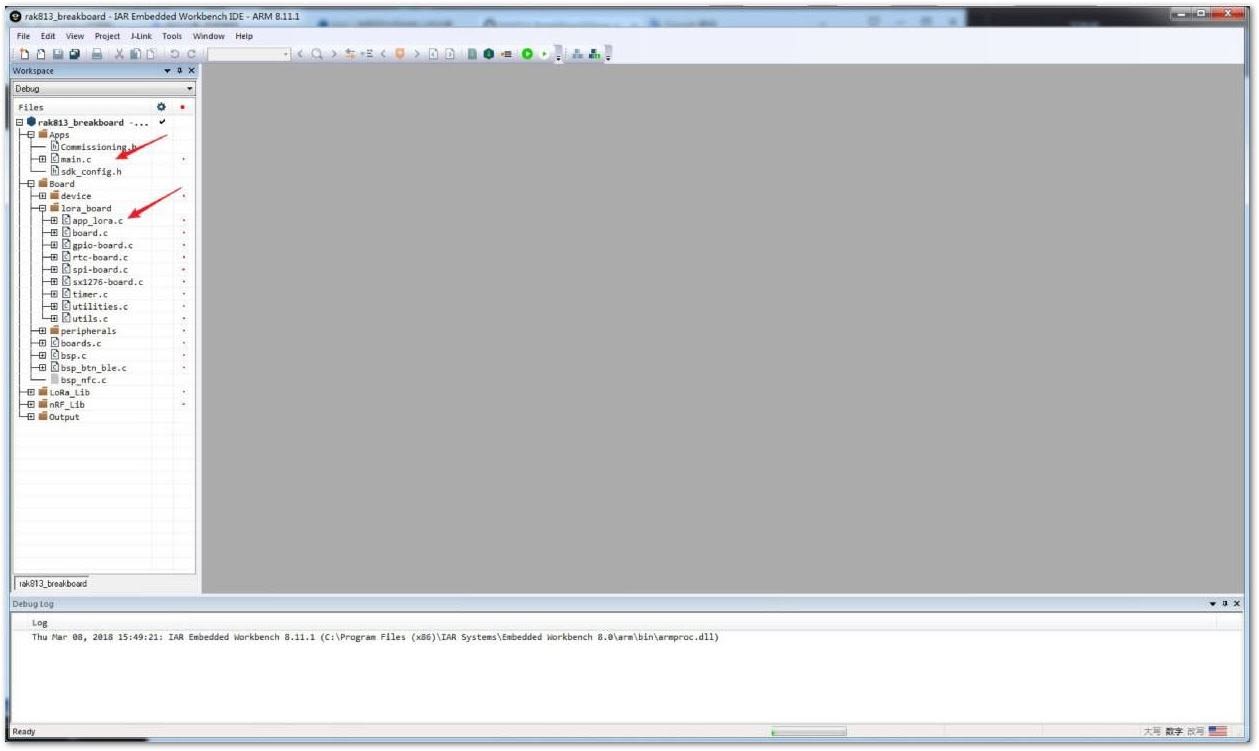 rak813_breakboard - IAR Embedded Workbench IDE - ARM 8.11.1
File Edit View Project J-Link Tools Window Help
Workspace
Debug
Files
rak813_breakboard -...
Apps
Commissioning.h
main.c
sdk_config.h
Board
device
lora_board
app_lora.c
board.c
gpio-board.c
rtc-board.c
spi-board.c
sx1276-board.c
timer.c
utilities.c
utils.c
peripherals
boards.c
bsp.c
bsp_btn_ble.c
bsp_nfc.c
LoRa_Lib
nRF_Lib
Output
rak813_breakboard
Debug Log
Log
Thu Mar 08, 2018 15:49:21: IAR Embedded Workbench 8.11.1 (C:\Program Files (x86)\IAR Systems\Embedded Workbench 8.0\arm\bin\armproc.dll)
Ready 大写 数字 改写